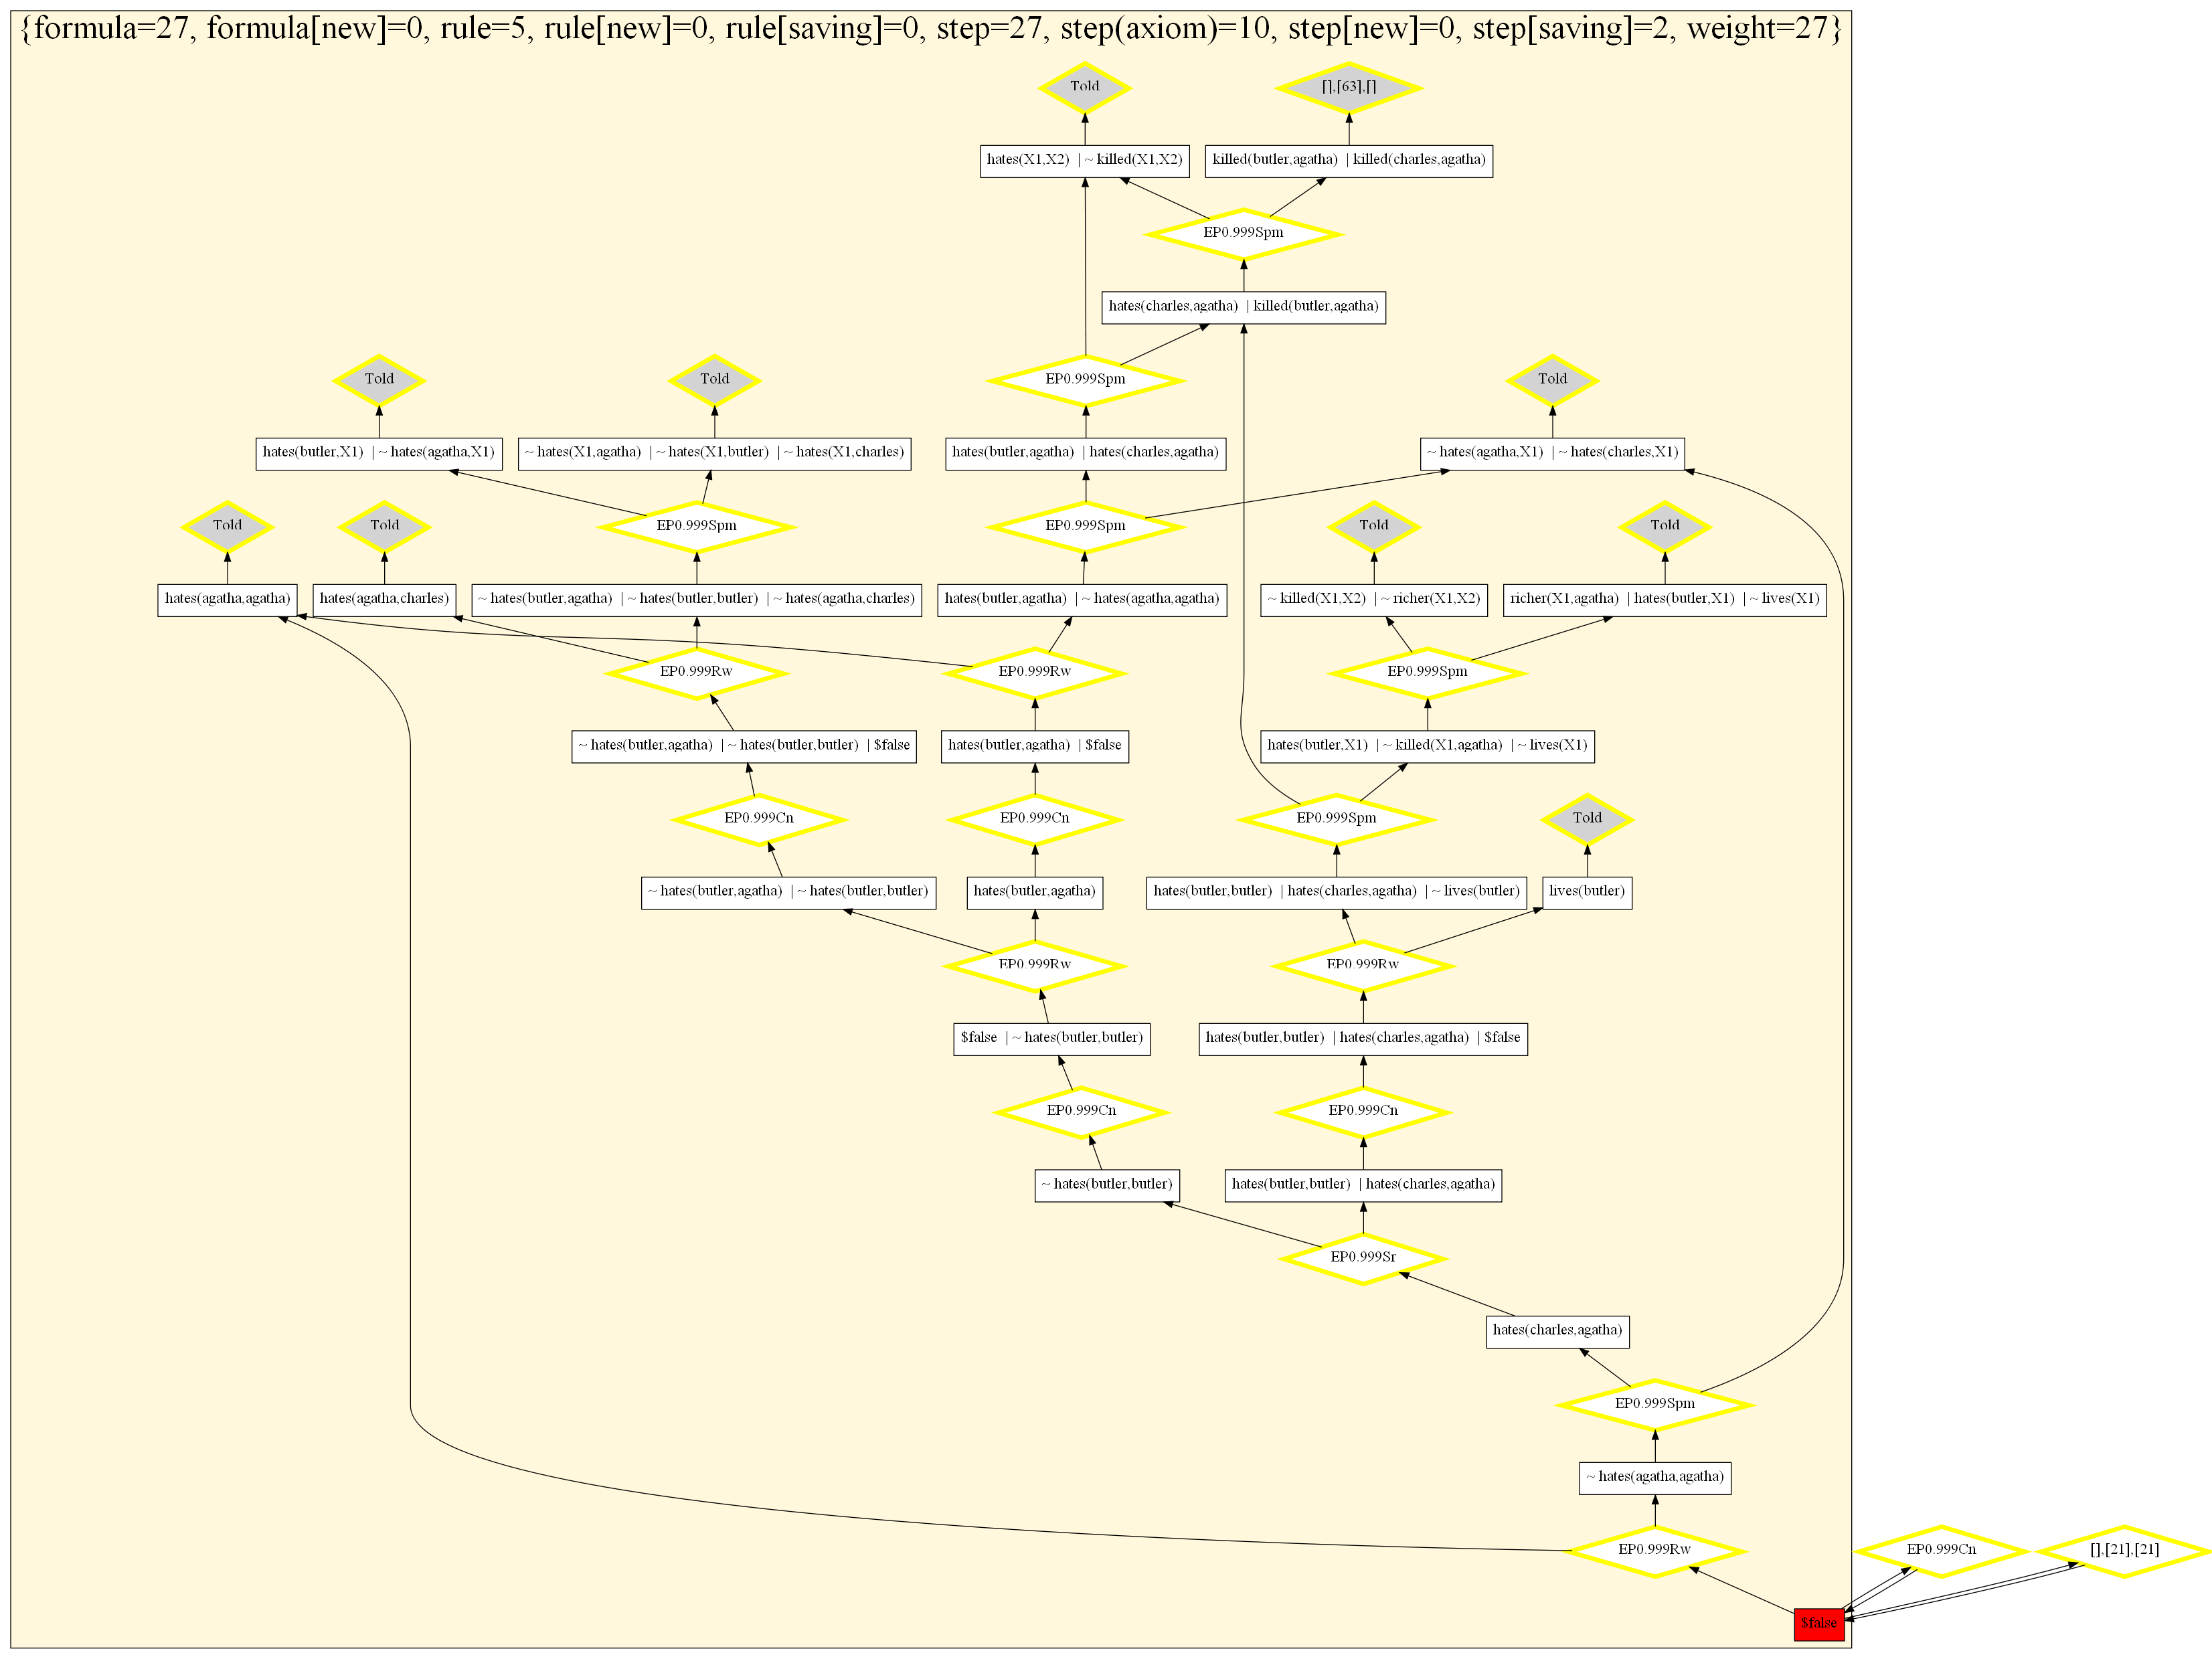 {formula=27, formula[new]=0, rule=5, rule[new]=0, rule[saving]=0, step=27, step(axiom)=10, step[new]=0, step[saving]=2, weight=27}
Told
[],[63],[]
hates(X1,X2) | ~ killed(X1,X2)
killed(butler,agatha) | killed(charles,agatha)
EP0.999Spm
hates(charles,agatha) | killed(butler,agatha)
Told
Told
EP0.999Spm
Told
hates(butler,X1) | ~ hates(agatha,X1)
~ hates(X1,agatha) | ~ hates(X1,butler) | ~ hates(X1,charles)
hates(butler,agatha) | hates(charles,agatha)
~ hates(agatha,X1) | ~ hates(charles,X1)
Told
Told
EP0.999Spm
EP0.999Spm
Told
Told
hates(agatha,agatha)
hates(agatha,charles)
~ hates(butler,agatha) | ~ hates(butler,butler) | ~ hates(agatha,charles)
hates(butler,agatha) | ~ hates(agatha,agatha)
~ killed(X1,X2) | ~ richer(X1,X2)
richer(X1,agatha) | hates(butler,X1) | ~ lives(X1)
EP0.999Rw
EP0.999Rw
EP0.999Spm
~ hates(butler,agatha) | ~ hates(butler,butler) | $false
hates(butler,agatha) | $false
hates(butler,X1) | ~ killed(X1,agatha) | ~ lives(X1)
EP0.999Cn
EP0.999Cn
EP0.999Spm
Told
~ hates(butler,agatha) | ~ hates(butler,butler)
hates(butler,agatha)
hates(butler,butler) | hates(charles,agatha) | ~ lives(butler)
lives(butler)
EP0.999Rw
EP0.999Rw
$false | ~ hates(butler,butler)
hates(butler,butler) | hates(charles,agatha) | $false
EP0.999Cn
EP0.999Cn
~ hates(butler,butler)
hates(butler,butler) | hates(charles,agatha)
EP0.999Sr
hates(charles,agatha)
EP0.999Spm
~ hates(agatha,agatha)
EP0.999Rw
EP0.999Cn
[],[21],[21]
$false